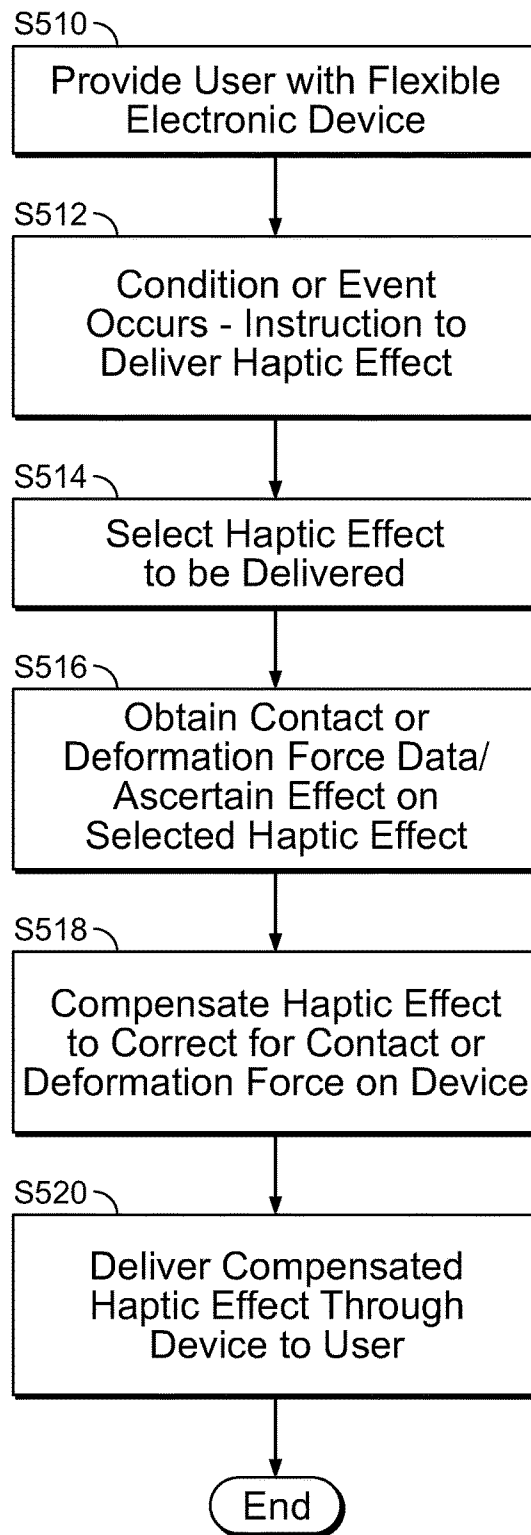 S510
Provide User with Flexible
Electronic Device
S512
Condition or Event
Occurs - Instruction to
Deliver Haptic Effect
S514
Select Haptic Effect
to be Delivered
S516
Obtain Contact or
Deformation Force Data/
Ascertain Effect on
Selected Haptic Effect
S518
Compensate Haptic Effect
to Correct for Contact or
Deformation Force on Device
S520
Deliver Compensated
Haptic Effect Through
Device to User
End